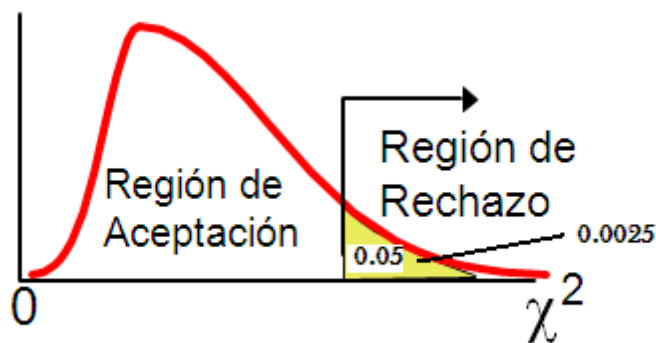 Región de
Aceptación
Región de
Rechazo
0.05
0.0025
0
χ²